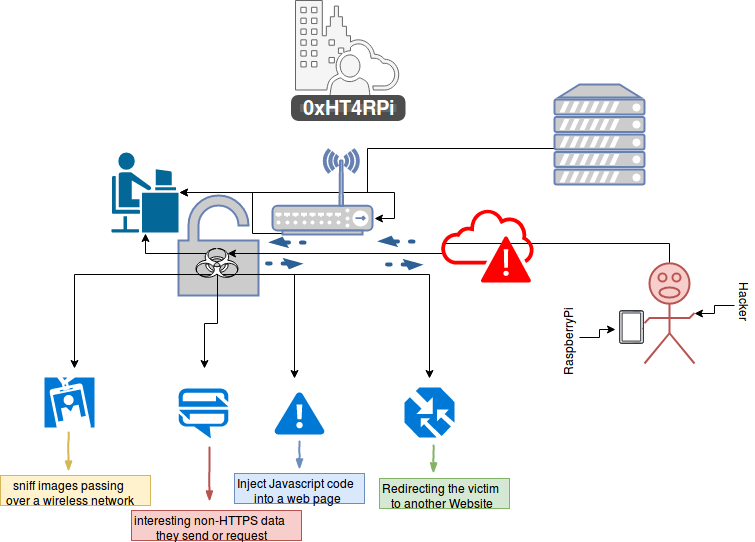 0xHT4RPi
Hacker
RaspberryPi
sniff images passing
over a wireless network
interesting non-HTTPS data
they send or request
Inject Javascript code
into a web page
Redirecting the victim
to another Website